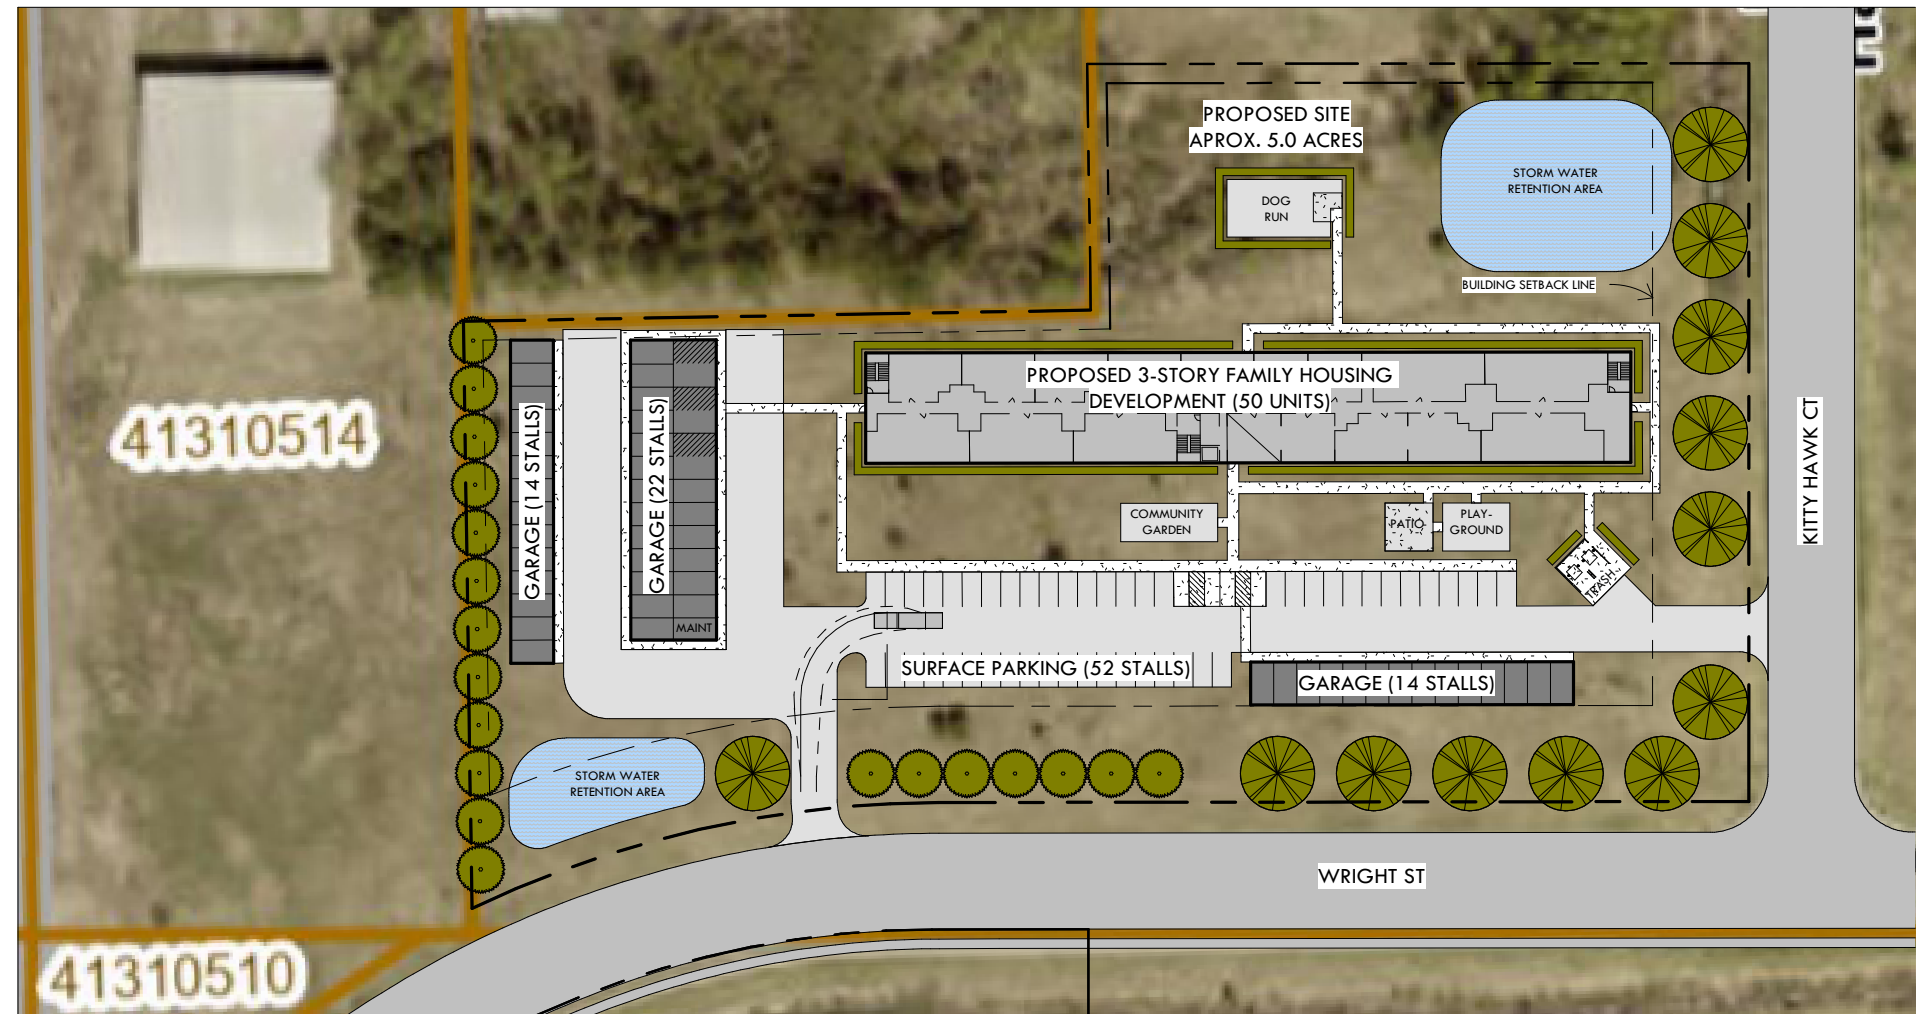 PROPOSED SITE
APROX. 5.0 ACRES
STORM WATER
RETENTION AREA
DOG
RUN
BUILDING SETBACK LINE
PROPOSED 3-STORY FAMILY HOUSING
DEVELOPMENT (50 UNITS)
41310514
GARAGE (14 STALLS)
GARAGE (22 STALLS)
MAINT
KITTY HAWK CT
COMMUNITY
GARDEN
PATIO
PLAY-
GROUND
TRASH
SURFACE PARKING (52 STALLS)
GARAGE (14 STALLS)
STORM WATER
RETENTION AREA
WRIGHT ST
41310510